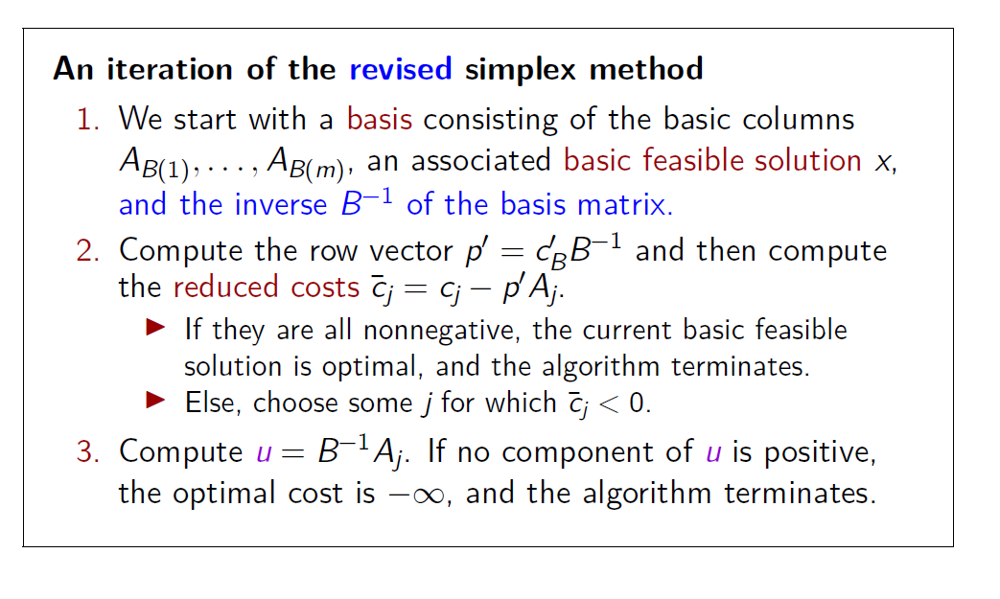 An iteration of the revised simplex method
1. We start with a basis consisting of the basic columns
A_{B(1)}, . . . , A_{B(m)}, an associated basic feasible solution x,
and the inverse B^{−1} of the basis matrix.
2. Compute the row vector p′ = c′_B B^{−1} and then compute
the reduced costs c̄_j = c_j − p′A_j.
▶ If they are all nonnegative, the current basic feasible
solution is optimal, and the algorithm terminates.
▶ Else, choose some j for which c̄_j < 0.
3. Compute u = B^{−1}A_j. If no component of u is positive,
the optimal cost is −∞, and the algorithm terminates.